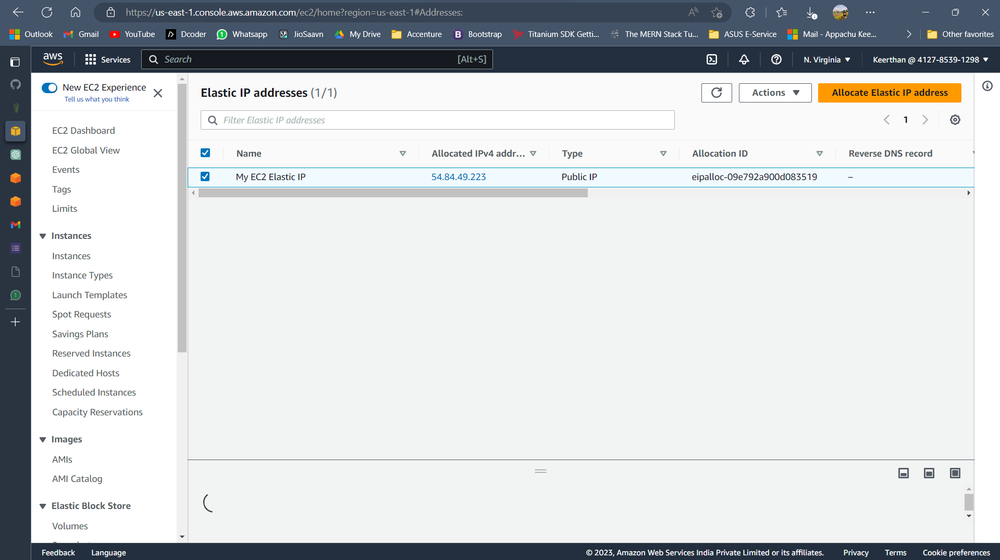 https://us-east-1.console.aws.amazon.com/ec2/home?region=us-east-1#Addresses:
Outlook Gmail YouTube Dcoder Whatsapp JioSaavn My Drive Accenture Bootstrap Titanium SDK Getti... The MERN Stack Tu... ASUS E-Service Mail - Appachu Kee... Other favorites
aws Services Search [Alt+S] N. Virginia Keerthan @ 4127-8539-1298
New EC2 Experience
Tell us what you think
EC2 Dashboard
EC2 Global View
Events
Tags
Limits
Instances
Instances
Instance Types
Launch Templates
Spot Requests
Savings Plans
Reserved Instances
Dedicated Hosts
Scheduled Instances
Capacity Reservations
Images
AMIs
AMI Catalog
Elastic Block Store
Volumes
Elastic IP addresses (1/1)
Actions
Allocate Elastic IP address
Filter Elastic IP addresses
1
Name Allocated IPv4 addr... Type Allocation ID Reverse DNS record
My EC2 Elastic IP 54.84.49.223 Public IP eipalloc-09e792a900d083519 –
Feedback Language © 2023, Amazon Web Services India Private Limited or its affiliates. Privacy Terms Cookie preferences